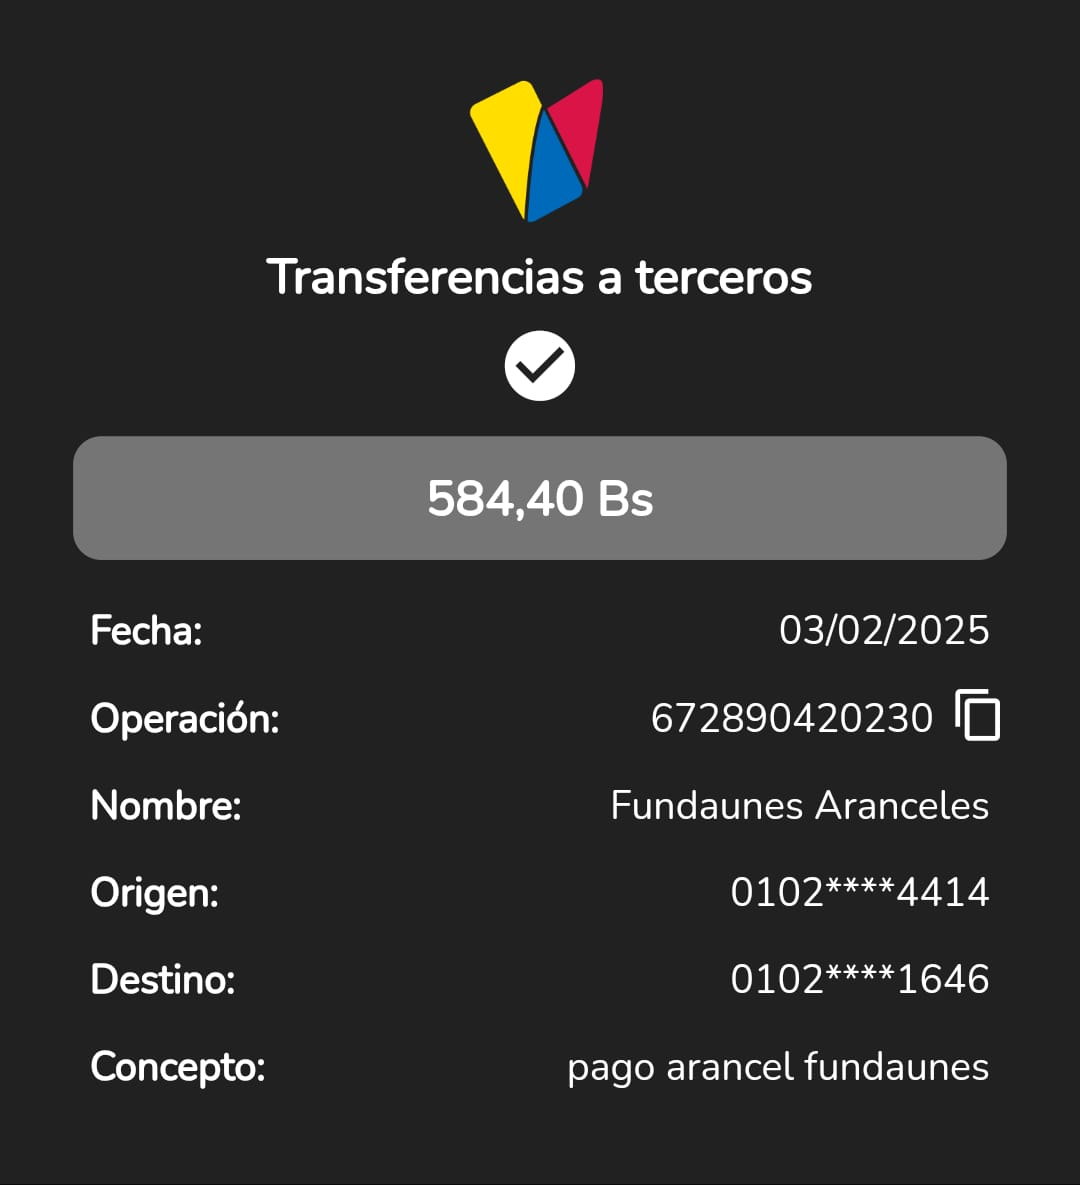 Transferencias a terceros
584,40 Bs
Fecha: 03/02/2025
Operación: 672890420230
Nombre: Fundaunes Aranceles
Origen: 0102****4414
Destino: 0102****1646
Concepto: pago arancel fundaunes